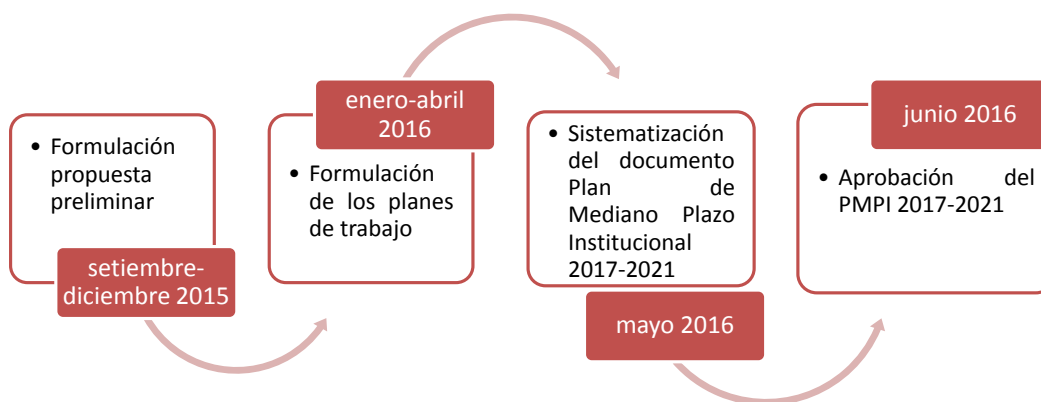 • Formulación
propuesta
preliminar
setiembre-
diciembre 2015
enero-abril
2016
• Formulación
de los planes
de trabajo
• Sistematización
del documento
Plan de
Mediano Plazo
Institucional
2017-2021
mayo 2016
junio 2016
• Aprobación del
PMPI 2017-2021